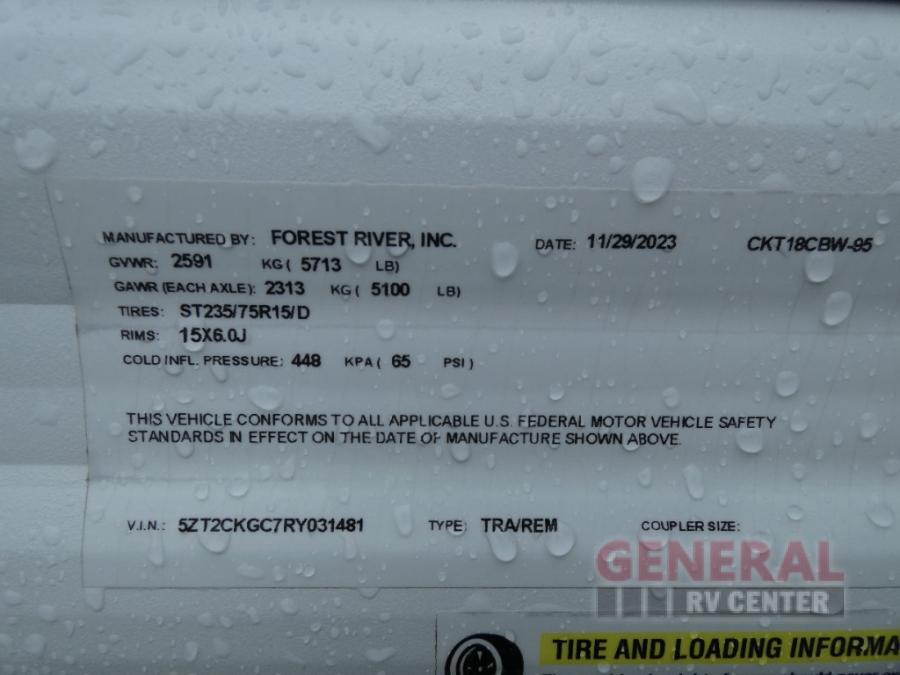 MANUFACTURED BY: FOREST RIVER, INC. DATE: 11/29/2023 CKT18CBW-95
GVWR: 2591 KG ( 5713 LB)
GAWR (EACH AXLE): 2313 KG ( 5100 LB)
TIRES: ST235/75R15/D
RIMS: 15X6.0J
COLD INFL. PRESSURE: 448 KPA ( 65 PSI )
THIS VEHICLE CONFORMS TO ALL APPLICABLE U.S. FEDERAL MOTOR VEHICLE SAFETY
STANDARDS IN EFFECT ON THE DATE OF MANUFACTURE SHOWN ABOVE.
V.I.N.: 5ZT2CKGC7RY031481 TYPE: TRA/REM COUPLER SIZE:
GENERAL
RV CENTER
TIRE AND LOADING INFORMA